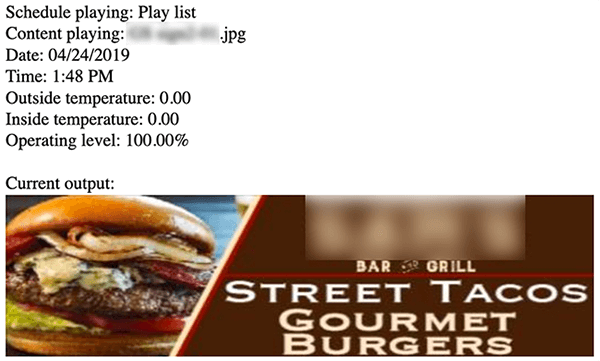 Schedule playing: Play list
Content playing: .jpg
Date: 04/24/2019
Time: 1:48 PM
Outside temperature: 0.00
Inside temperature: 0.00
Operating level: 100.00%
Current output:
BAR AND GRILL
STREET TACOS
GOURMET
BURGERS